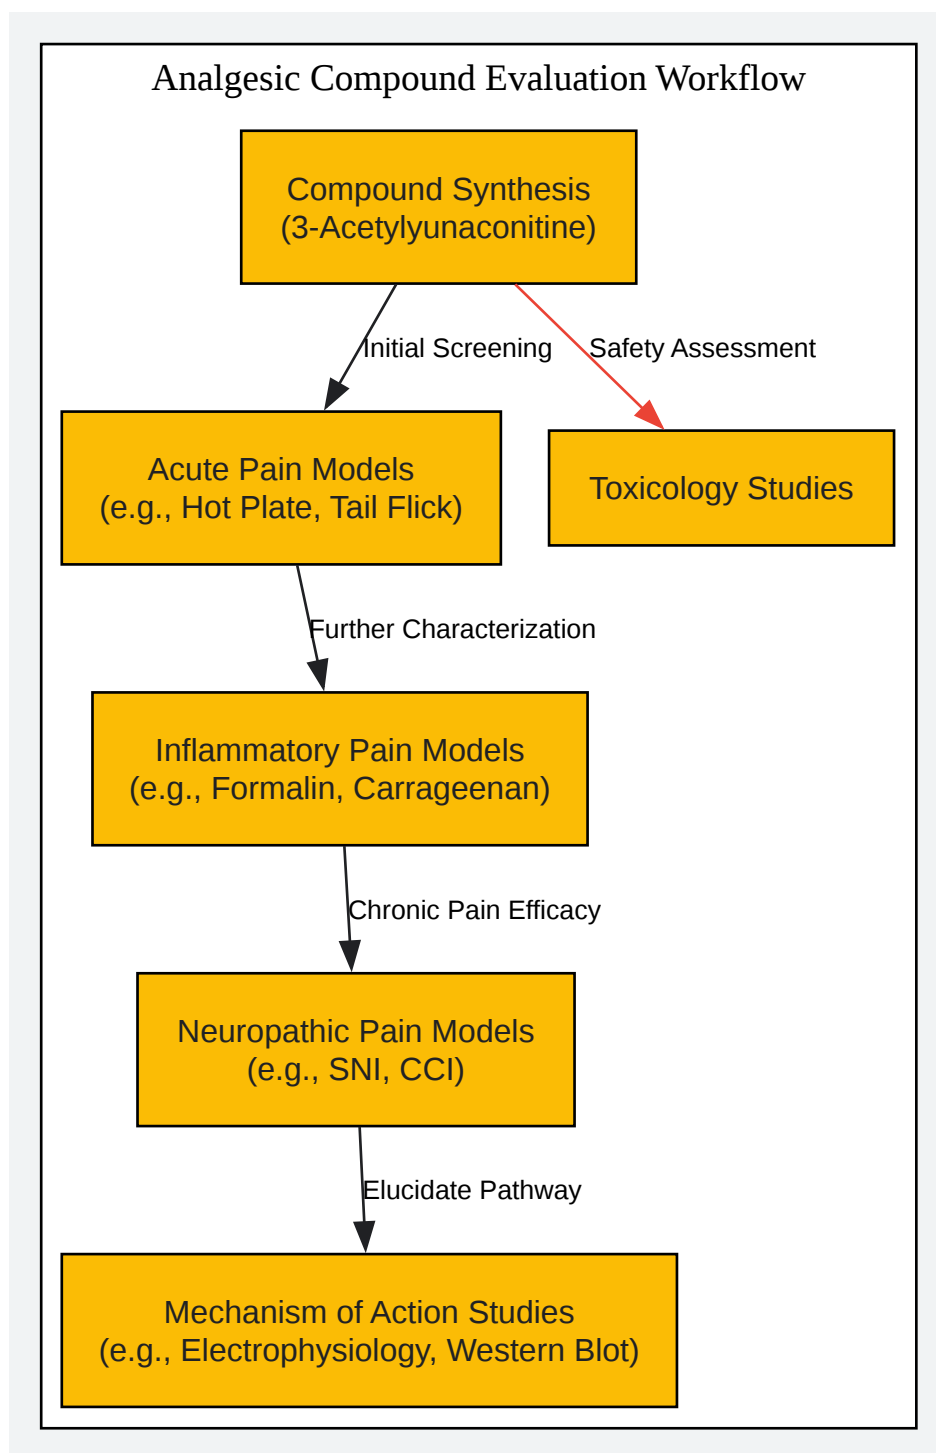 Analgesic Compound Evaluation Workflow
Compound Synthesis
(3-Acetylyunaconitine)
Initial Screening
Safety Assessment
Acute Pain Models
(e.g., Hot Plate, Tail Flick)
Toxicology Studies
Further Characterization
Inflammatory Pain Models
(e.g., Formalin, Carrageenan)
Chronic Pain Efficacy
Neuropathic Pain Models
(e.g., SNI, CCI)
Elucidate Pathway
Mechanism of Action Studies
(e.g., Electrophysiology, Western Blot)